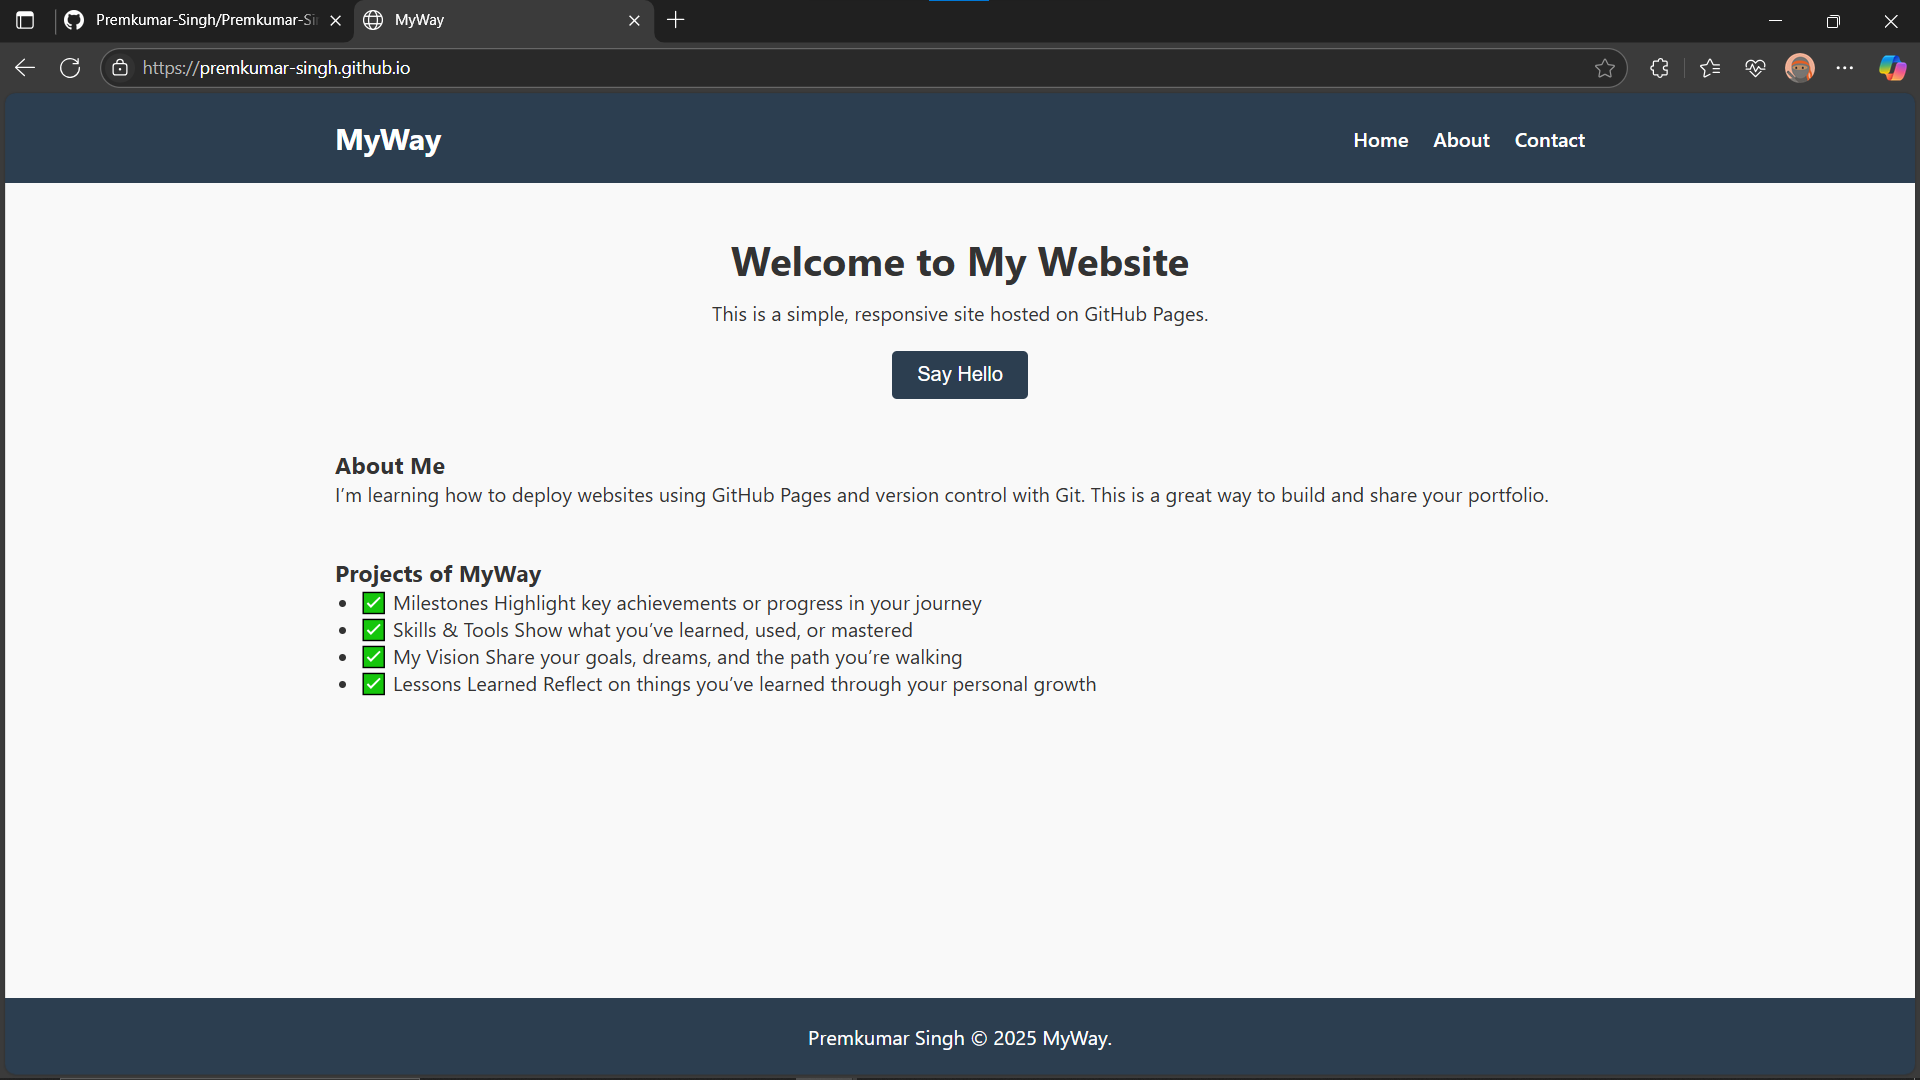 Premkumar-Singh/Premkumar-Si
MyWay
https://premkumar-singh.github.io
MyWay
Home About Contact
Welcome to My Website
This is a simple, responsive site hosted on GitHub Pages.
Say Hello
About Me
I’m learning how to deploy websites using GitHub Pages and version control with Git. This is a great way to build and share your portfolio.
Projects of MyWay
• ✅ Milestones Highlight key achievements or progress in your journey
• ✅ Skills & Tools Show what you’ve learned, used, or mastered
• ✅ My Vision Share your goals, dreams, and the path you’re walking
• ✅ Lessons Learned Reflect on things you’ve learned through your personal growth
Premkumar Singh © 2025 MyWay.